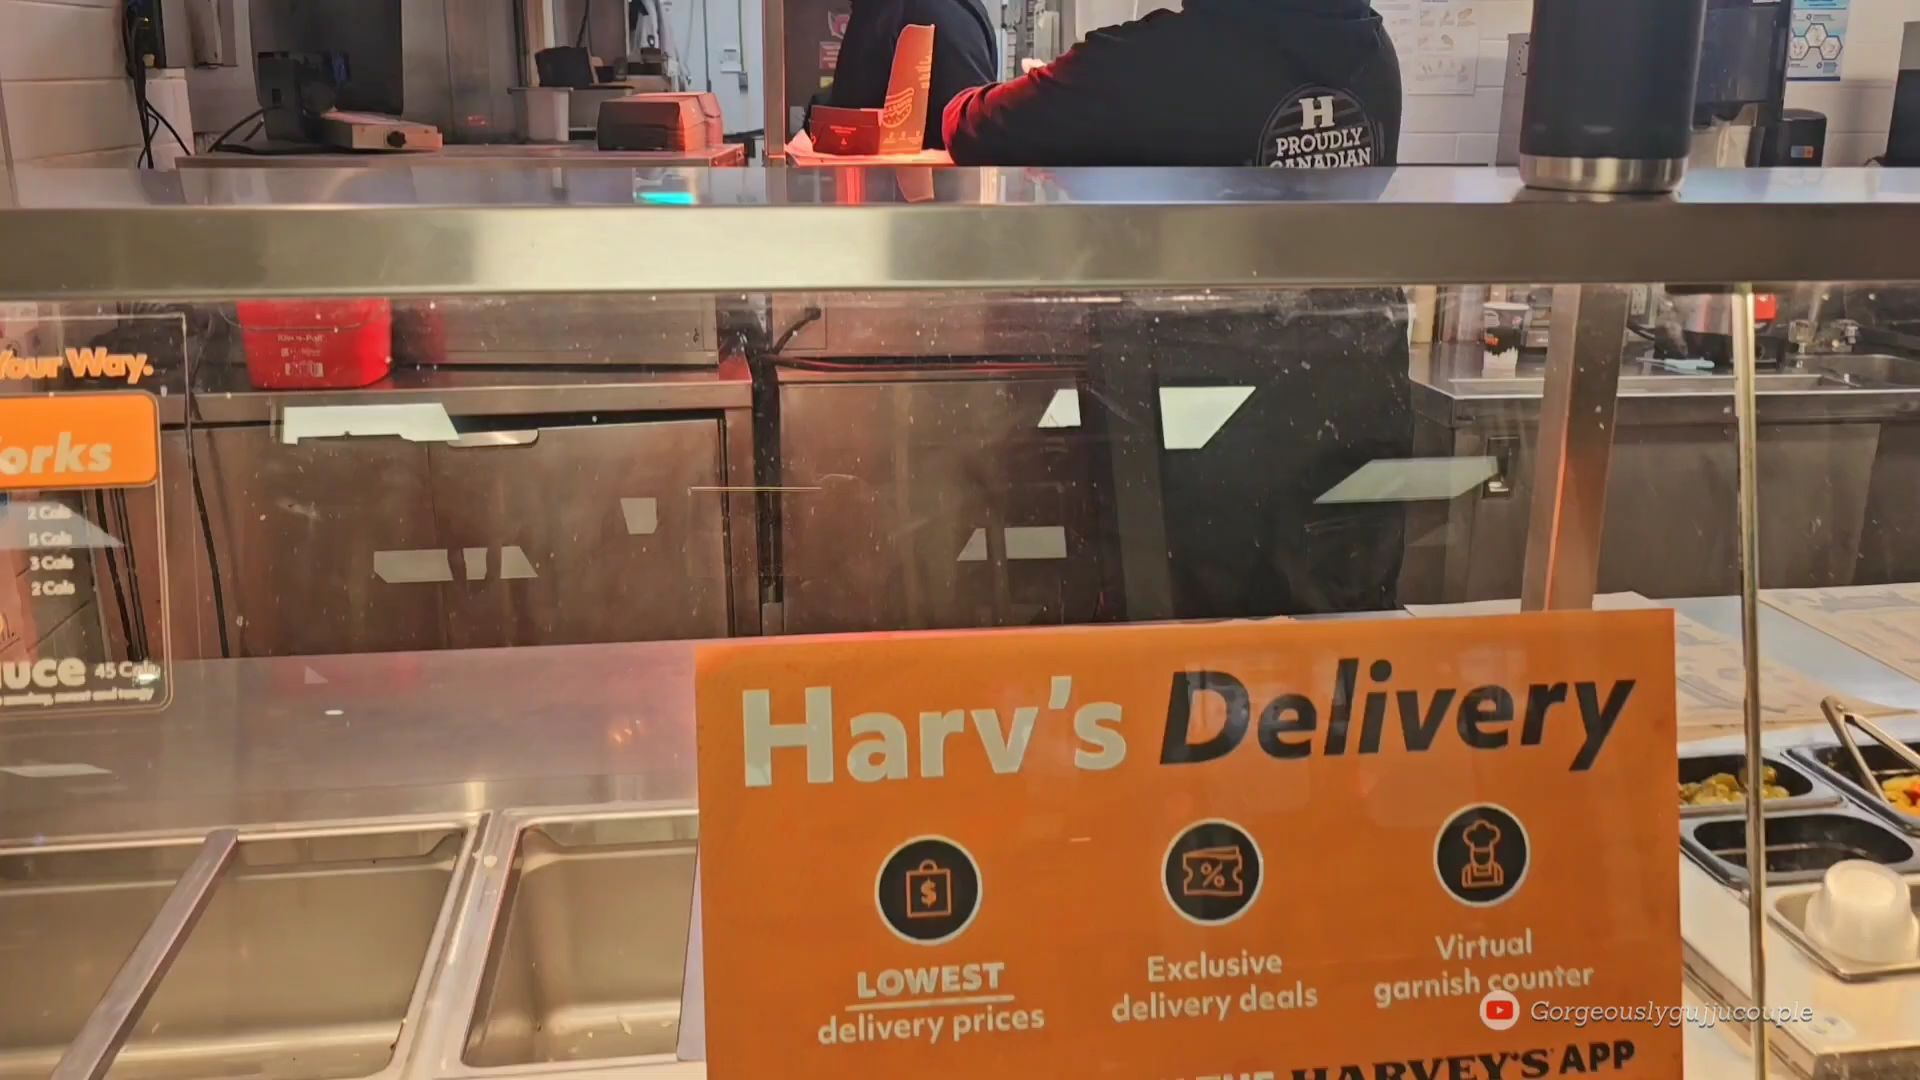 H
PROUDLY
CANADIAN
Your Way.
orks
2 Cals
5 Cals
3 Cals
2 Cals
uce 45 Cals
Harv's Delivery
LOWEST
delivery prices
Exclusive
delivery deals
Virtual
garnish counter
THE HARVEY'S APP
Gorgeouslygujjucouple